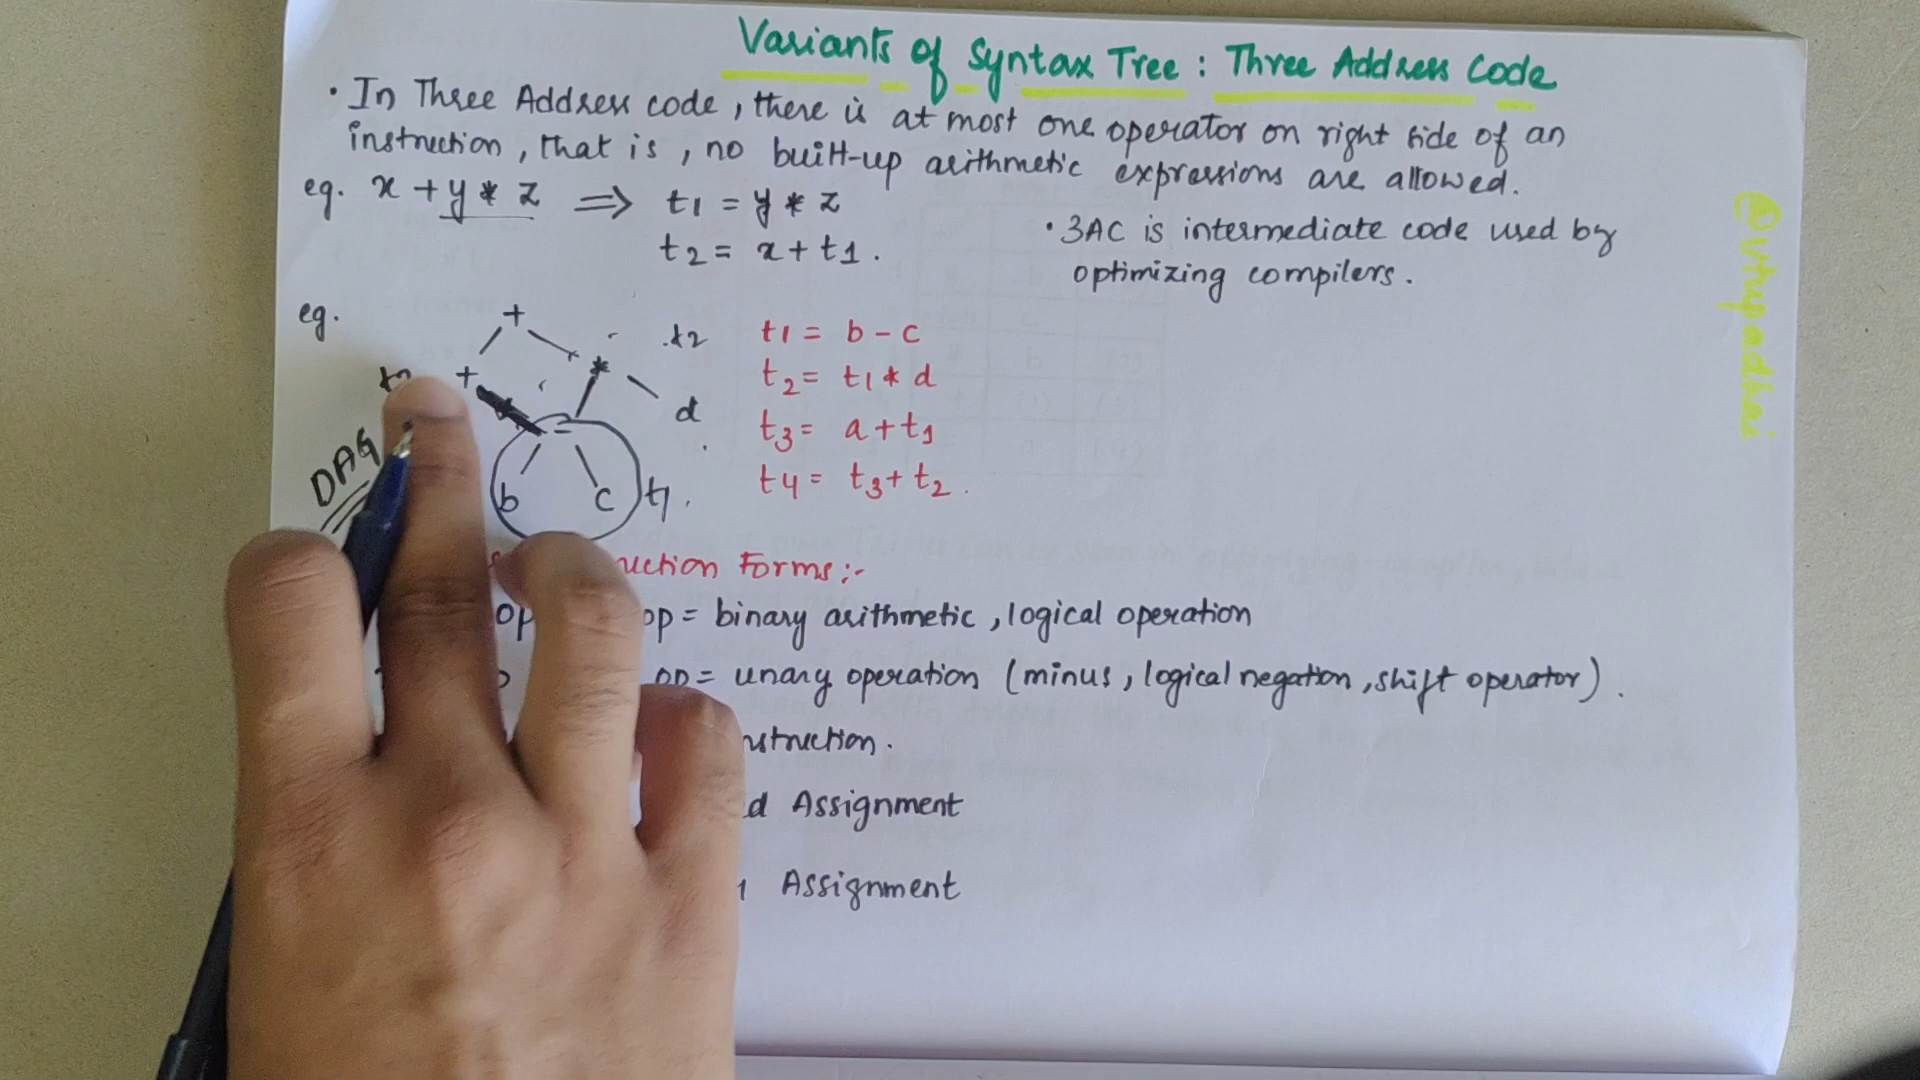 Variants of Syntax Tree : Three Address Code
• In Three Address code, there is at most one operator on right side of an
instruction, that is, no built-up arithmetic expressions are allowed.
eg. x + y * z ⇒ t1 = y * z
t2 = x + t1.
• 3AC is intermediate code used by
optimizing compilers.
eg.
+
+
*
d
-
b
c
t1.
t2
DAG
t1 = b - c
t2 = t1 * d
t3 = a + t1
t4 = t3 + t2.
Forms :-
op = binary arithmetic, logical operation
op = unary operation (minus, logical negation, shift operator).
Assignment
Assignment
@vtupadhai